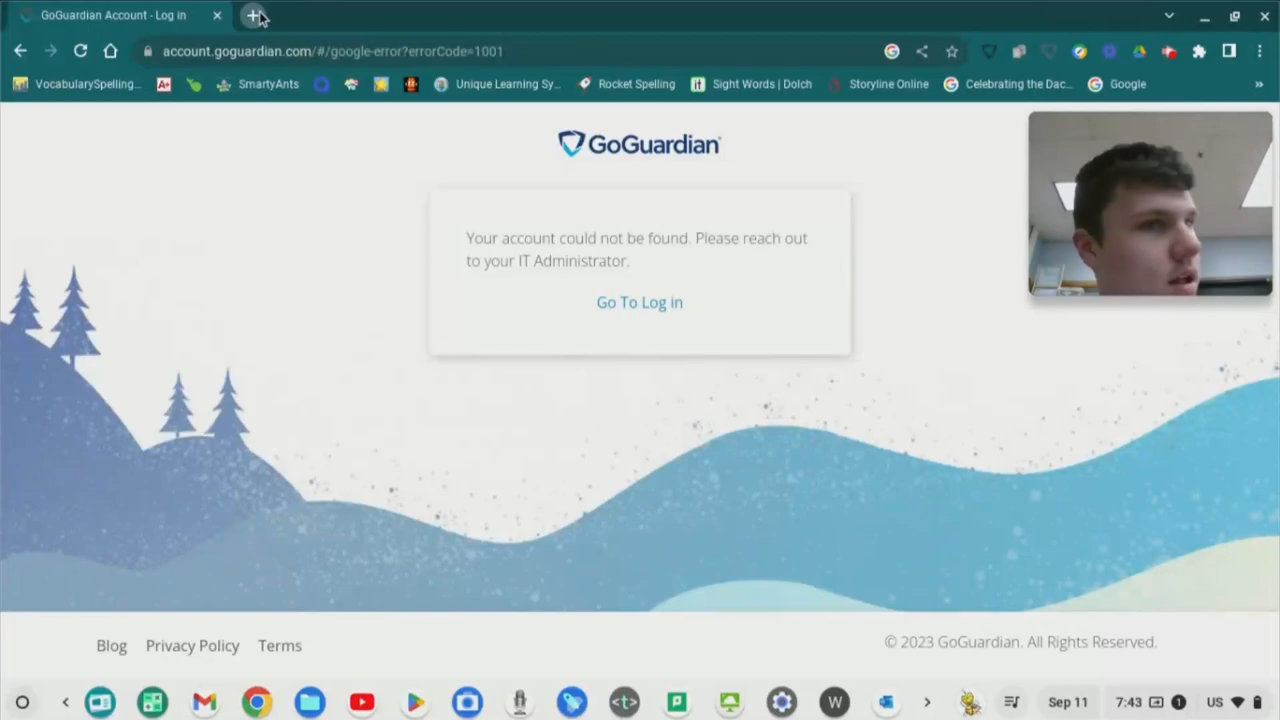 GoGuardian Account - Log in
account.goguardian.com/#/google-error?errorCode=1001
VocabularySpelling... A+ SmartyAnts Unique Learning Sy... Rocket Spelling Sight Words | Dolch Storyline Online Celebrating the Dac... Google »
GoGuardian
Your account could not be found. Please reach out
to your IT Administrator.
Go To Log in
Blog Privacy Policy Terms
© 2023 GoGuardian. All Rights Reserved.
<t> W Sep 11 7:43 1 US